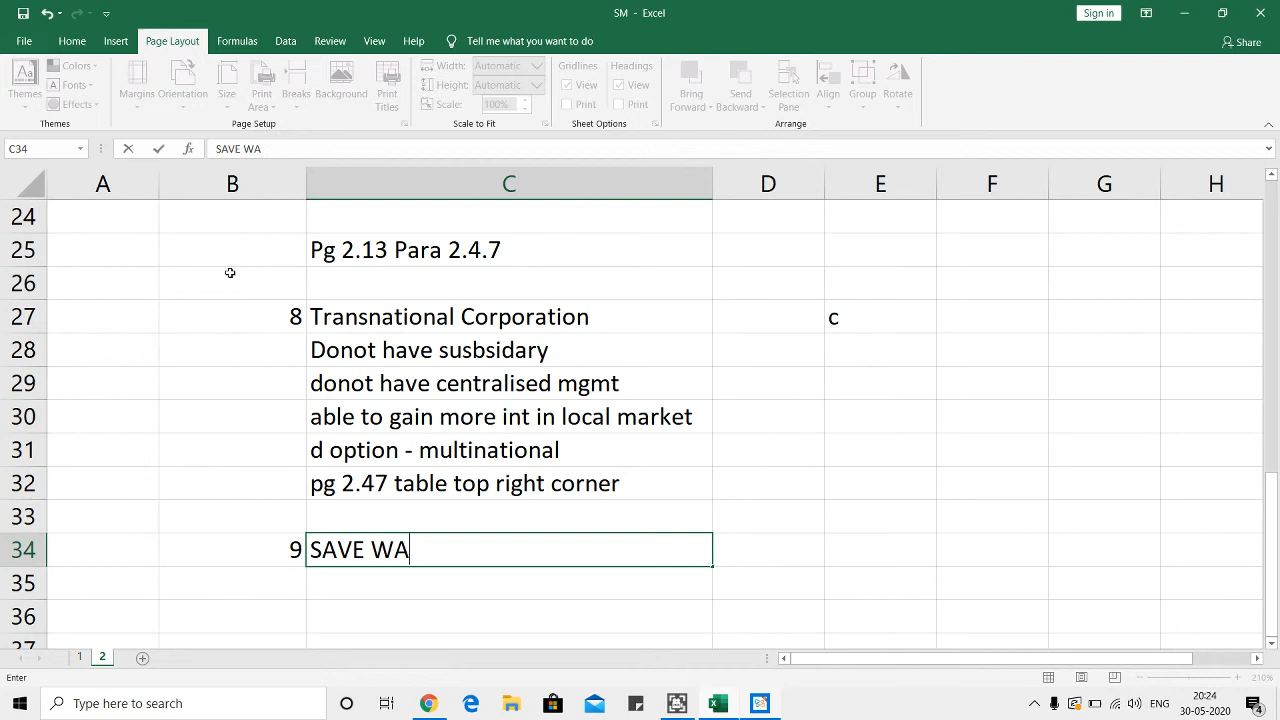 SM - Excel
Sign in
File Home Insert Page Layout Formulas Data Review View Help Tell me what you want to do Share
Themes Colors Fonts Effects Margins Orientation Size Print Area Breaks Background Print Titles Width: Automatic Height: Automatic Scale: 100% Gridlines View Print Headings View Print Bring Forward Send Backward Selection Pane Align Group Rotate
Themes Page Setup Scale to Fit Sheet Options Arrange
C34 fx SAVE WA
A B C D E F G H
24
25 Pg 2.13 Para 2.4.7
26
27 8 Transnational Corporation c
28 Donot have susbsidary
29 donot have centralised mgmt
30 able to gain more int in local market
31 d option - multinational
32 pg 2.47 table top right corner
33
34 9 SAVE WA
35
36
37
1 2
Enter 210%
Type here to search ENG 20:24
30-05-2020 4